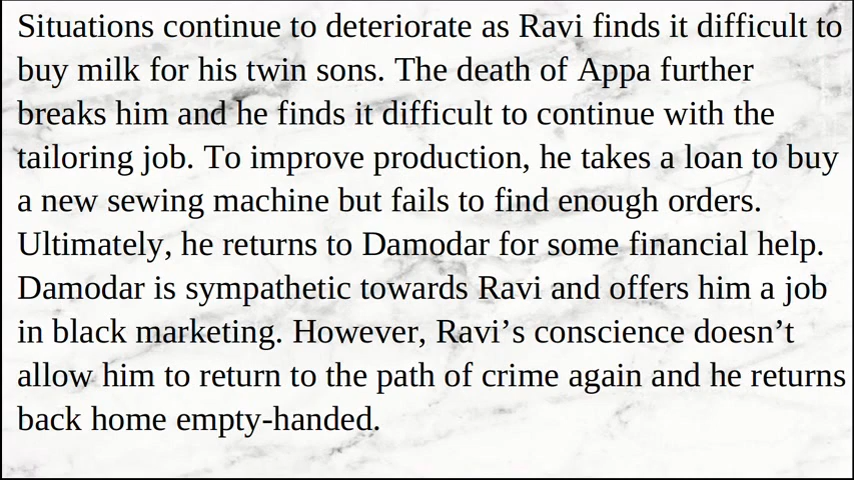 Situations continue to deteriorate as Ravi finds it difficult to
buy milk for his twin sons. The death of Appa further
breaks him and he finds it difficult to continue with the
tailoring job. To improve production, he takes a loan to buy
a new sewing machine but fails to find enough orders.
Ultimately, he returns to Damodar for some financial help.
Damodar is sympathetic towards Ravi and offers him a job
in black marketing. However, Ravi’s conscience doesn’t
allow him to return to the path of crime again and he returns
back home empty-handed.